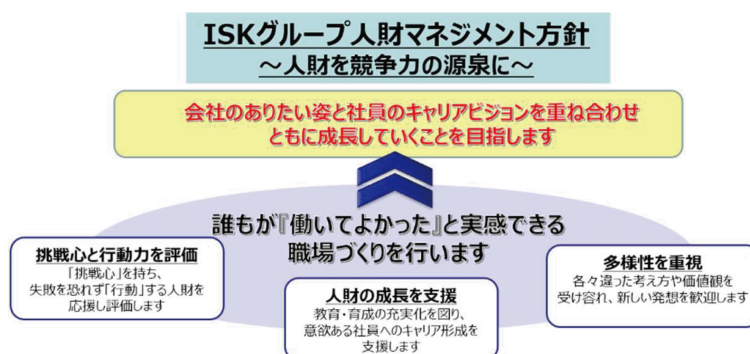 ISKグループ人財マネジメント方針
～人財を競争力の源泉に～
会社のありたい姿と社員のキャリアビジョンを重ね合わせ
ともに成長していくことを目指します
誰もが『働いてよかった』と実感できる
職場づくりを行います
挑戦心と行動力を評価
「挑戦心」を持ち、
失敗を恐れず「行動」する人財を
応援し評価します
人財の成長を支援
教育・育成の充実化を図り、
意欲ある社員へのキャリア形成を
支援します
多様性を重視
各々違った考え方や価値観を
受け容れ、新しい発想を歓迎します